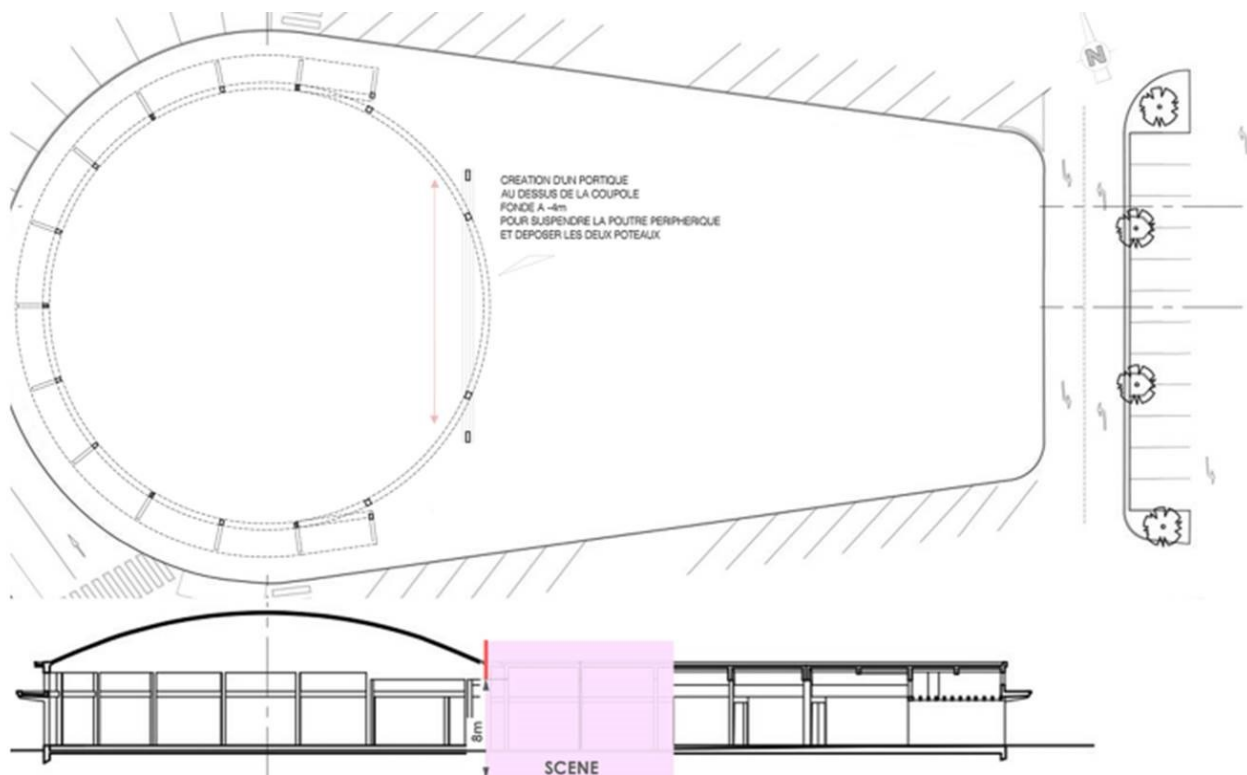 N
CREATION D'UN PORTIQUE
AU DESSUS DE LA COUPOLE
FONDE A -4m
POUR SUSPENDRE LA POUTRE PERIPHERIQUE
ET DEPOSER LES DEUX POTEAUX
8m
SCENE